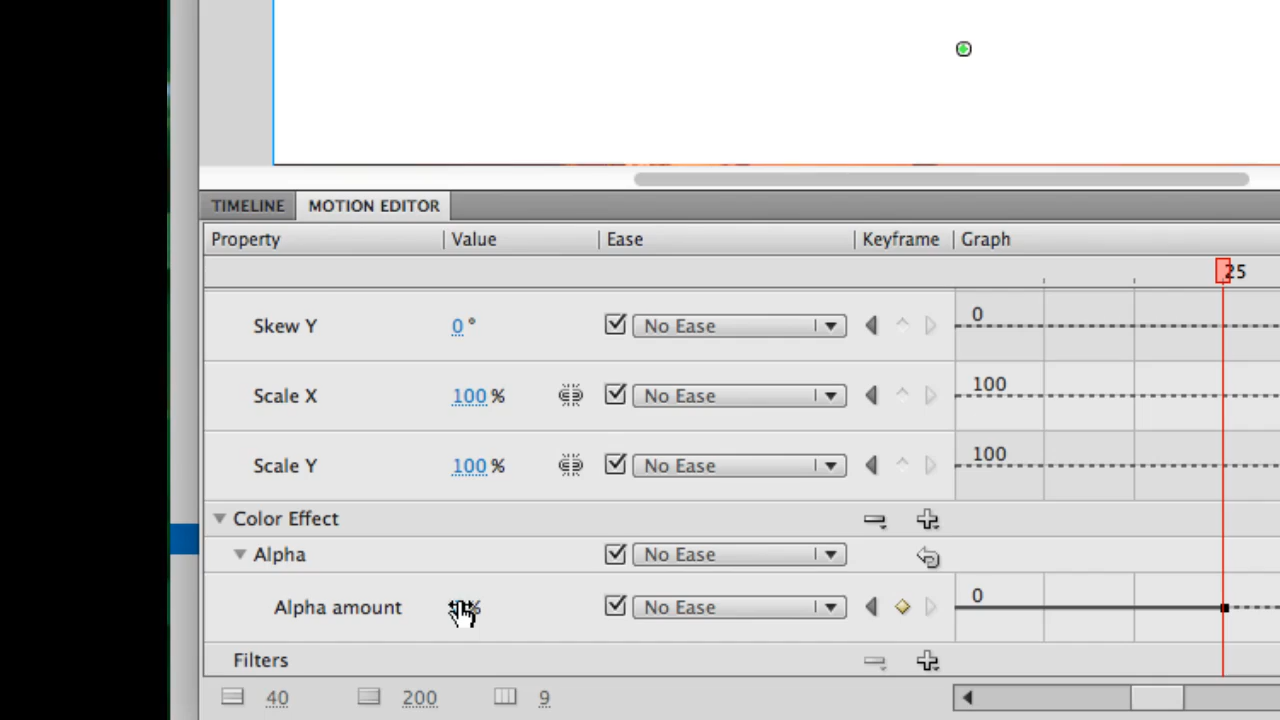 TIMELINE MOTION EDITOR
Property Value Ease Keyframe Graph
25
Skew Y 0 ° No Ease 0
Scale X 100 % No Ease 100
Scale Y 100 % No Ease 100
Color Effect
Alpha No Ease
Alpha amount % No Ease 0
Filters
40 200 9